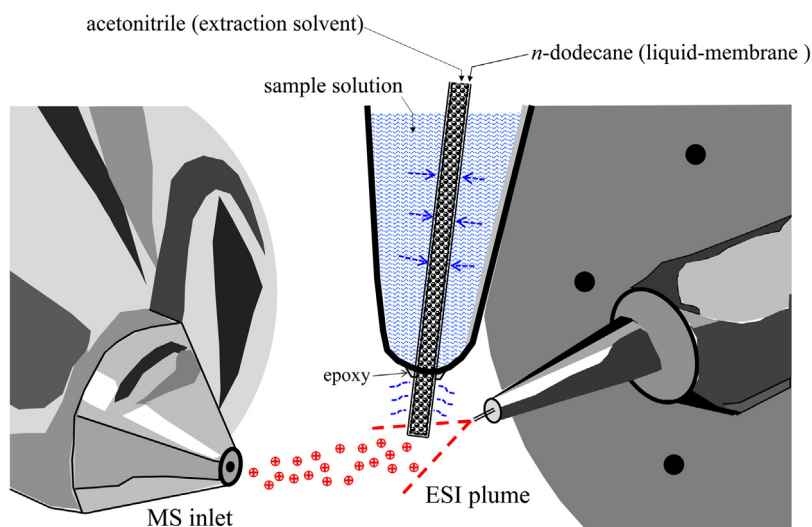 acetonitrile (extraction solvent)
n-dodecane (liquid-membrane )
sample solution
epoxy
ESI plume
MS inlet